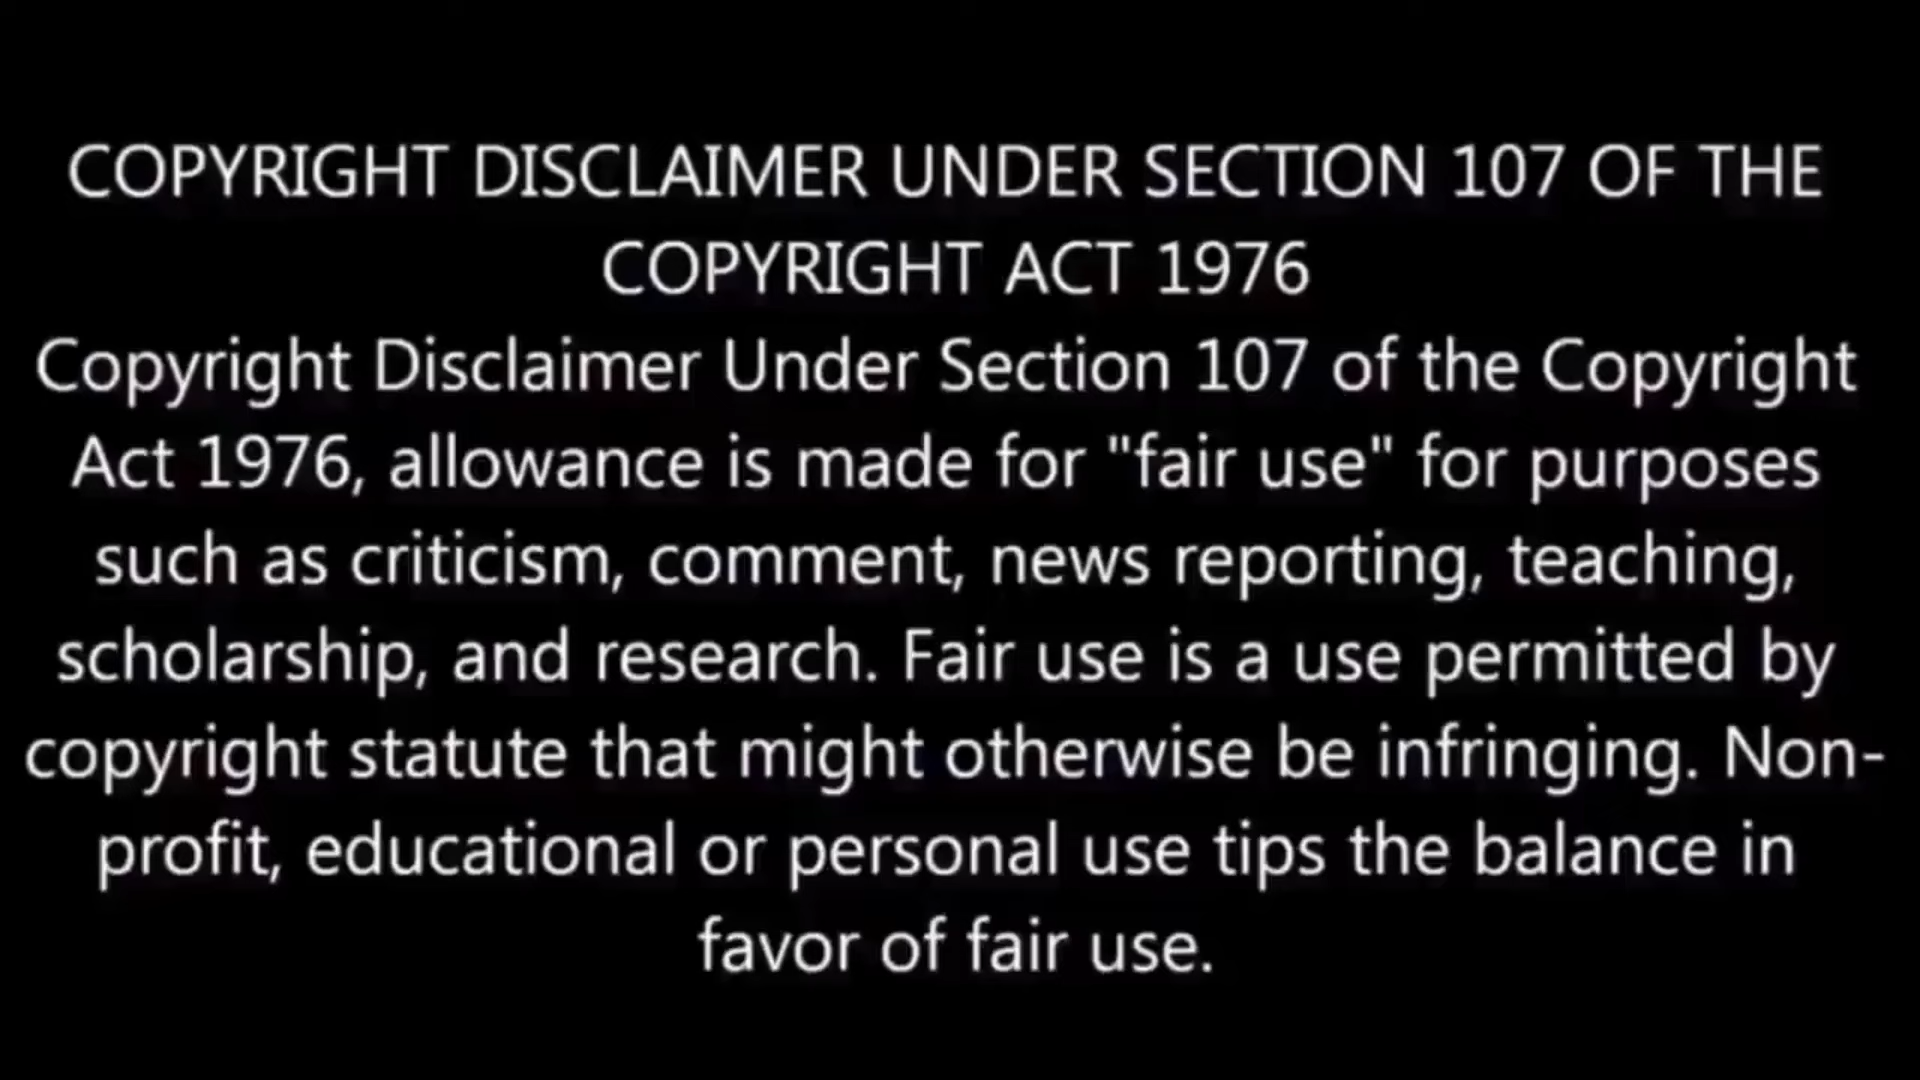 COPYRIGHT DISCLAIMER UNDER SECTION 107 OF THE
COPYRIGHT ACT 1976
Copyright Disclaimer Under Section 107 of the Copyright
Act 1976, allowance is made for "fair use" for purposes
such as criticism, comment, news reporting, teaching,
scholarship, and research. Fair use is a use permitted by
copyright statute that might otherwise be infringing. Non-
profit, educational or personal use tips the balance in
favor of fair use.